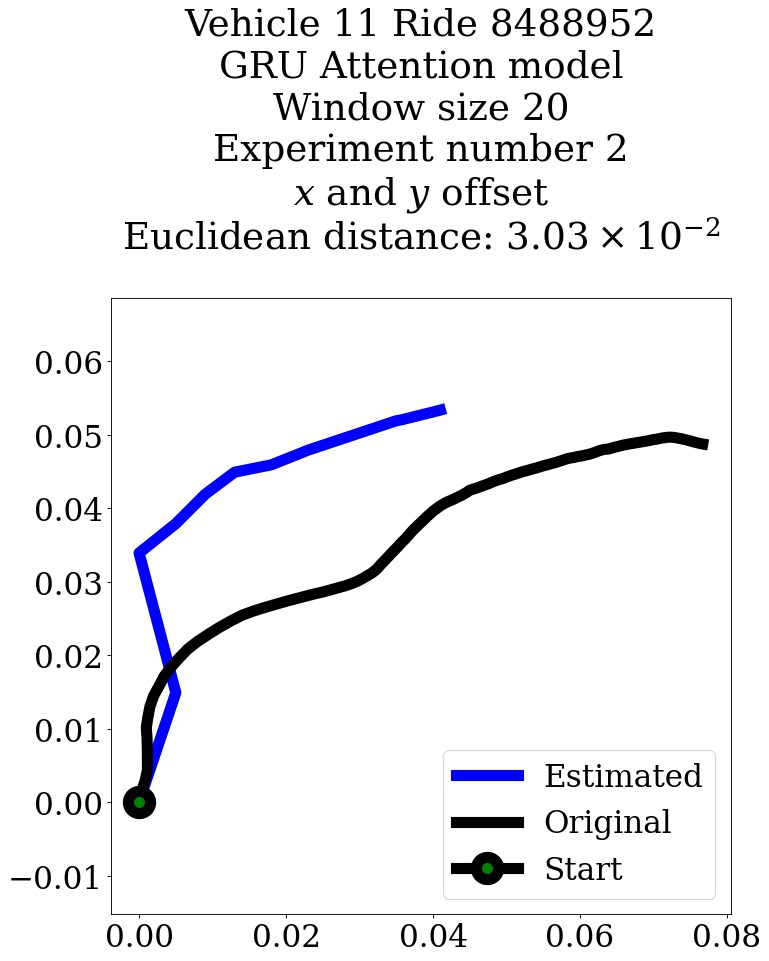 Vehicle 11 Ride 8488952
GRU Attention model
Window size 20
Experiment number 2
x and y offset
Euclidean distance: 3.03 × 10⁻²
0.06
0.05
0.04
0.03
0.02
0.01
0.00
−0.01
Estimated
Original
Start
0.00 0.02 0.04 0.06 0.08